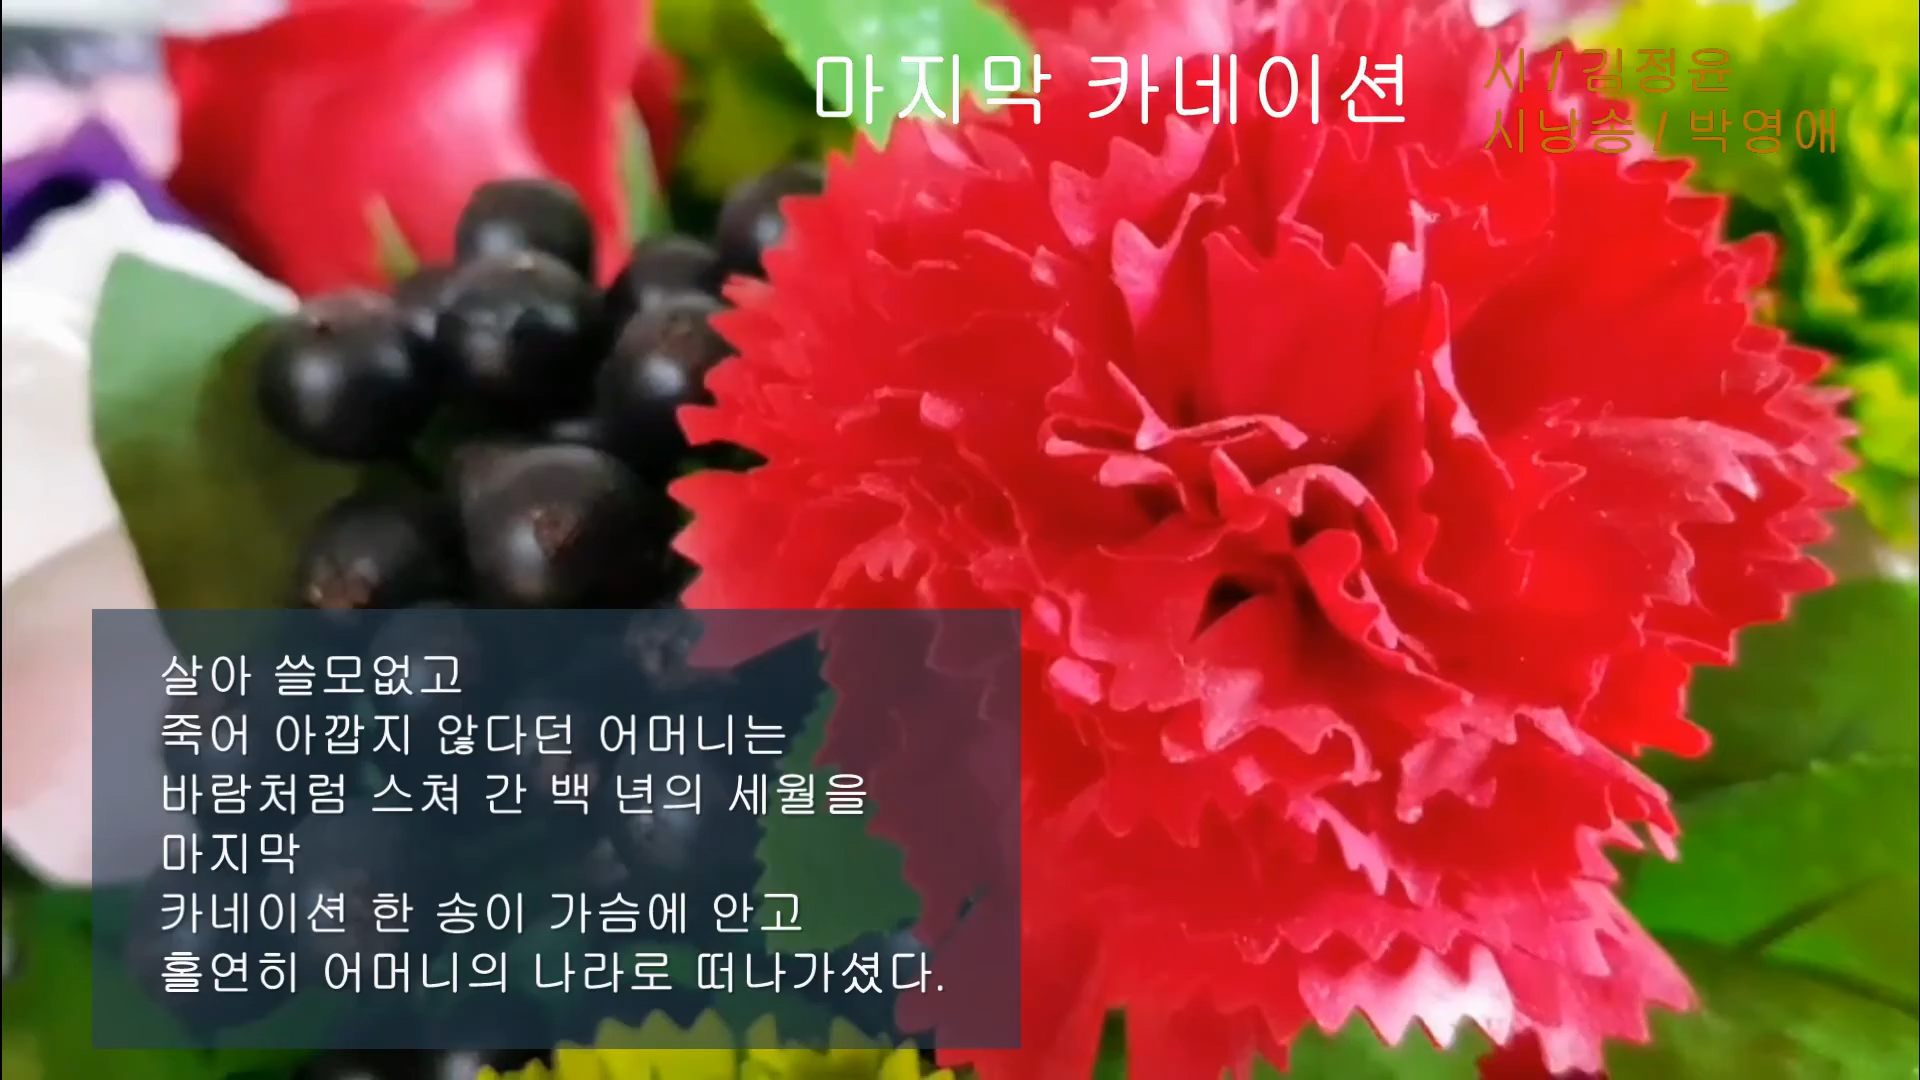 마지막 카네이션
시 / 김정윤
시낭송 / 박영애
살아 쓸모없고
죽어 아깝지 않다던 어머니는
바람처럼 스쳐 간 백 년의 세월을
마지막
카네이션 한 송이 가슴에 안고
홀연히 어머니의 나라로 떠나가셨다.